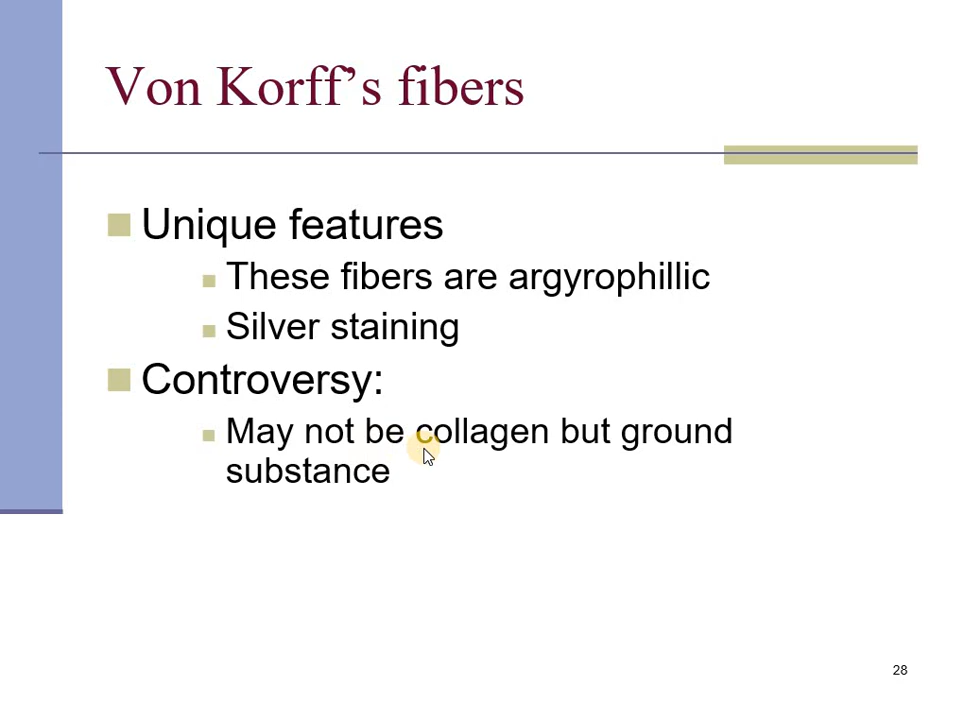 Von Korff’s fibers
Unique features
These fibers are argyrophillic
Silver staining
Controversy:
May not be collagen but ground
substance
28